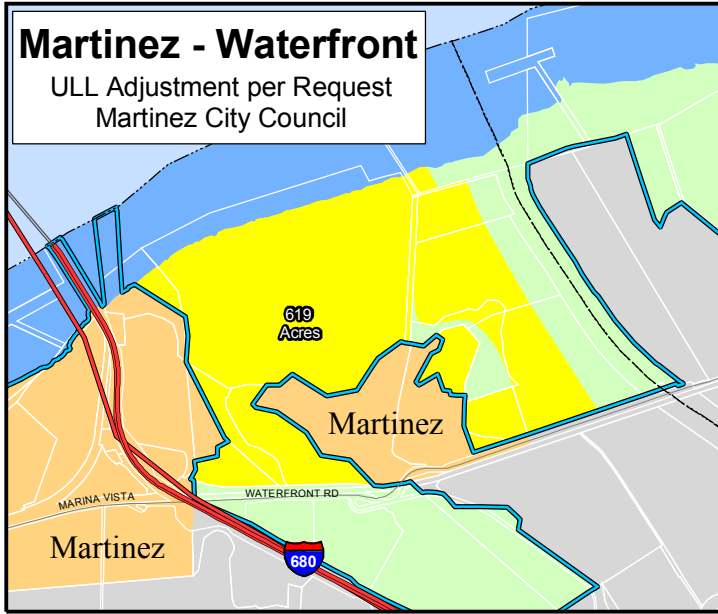 Martinez - Waterfront
ULL Adjustment per Request
Martinez City Council
619
Acres
Martinez
MARINA VISTA
WATERFRONT RD
Martinez
680